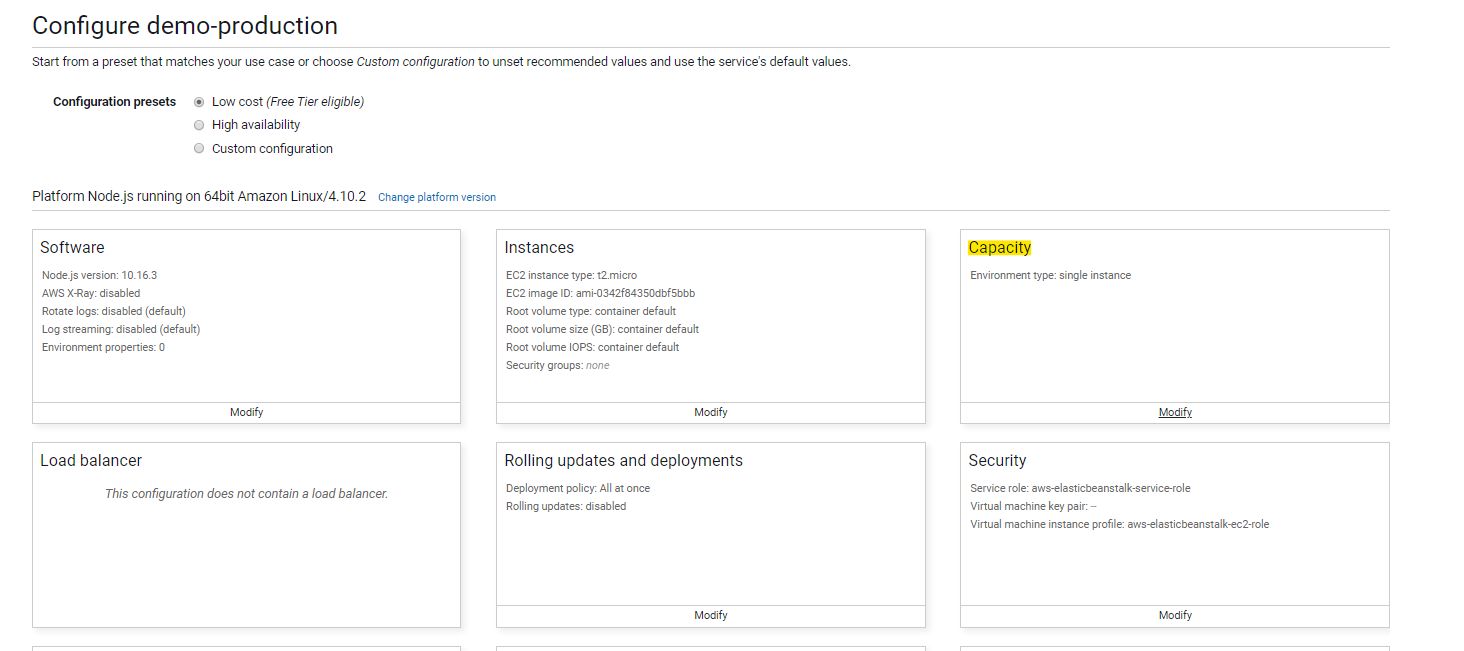 Configure demo-production
Start from a preset that matches your use case or choose Custom configuration to unset recommended values and use the service's default values.
Configuration presets
Low cost (Free Tier eligible)
High availability
Custom configuration
Platform Node.js running on 64bit Amazon Linux/4.10.2 Change platform version
Software
Node.js version: 10.16.3
AWS X-Ray: disabled
Rotate logs: disabled (default)
Log streaming: disabled (default)
Environment properties: 0
Modify
Instances
EC2 instance type: t2.micro
EC2 image ID: ami-0342f84350dbf5bbb
Root volume type: container default
Root volume size (GB): container default
Root volume IOPS: container default
Security groups: none
Modify
Capacity
Environment type: single instance
Modify
Load balancer
This configuration does not contain a load balancer.
Rolling updates and deployments
Deployment policy: All at once
Rolling updates: disabled
Modify
Security
Service role: aws-elasticbeanstalk-service-role
Virtual machine key pair: --
Virtual machine instance profile: aws-elasticbeanstalk-ec2-role
Modify